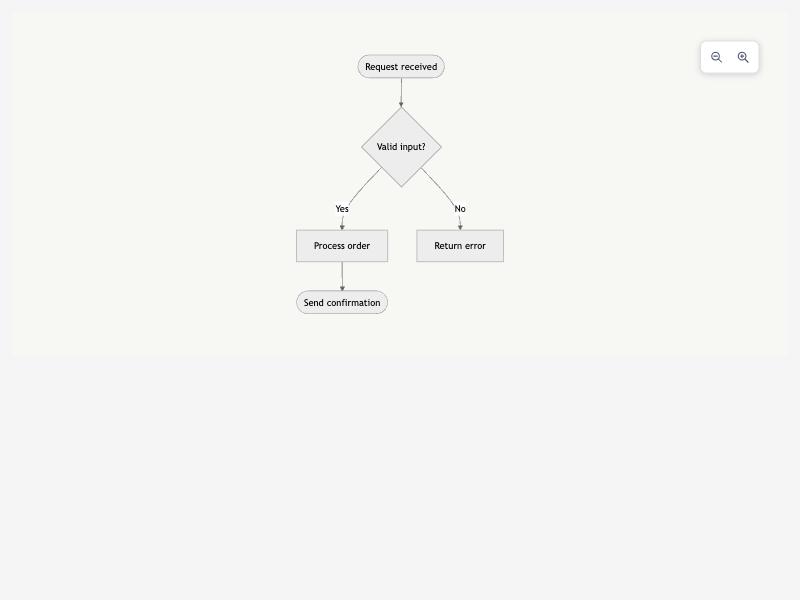 Request received
Valid input?
Yes
No
Process order
Return error
Send confirmation